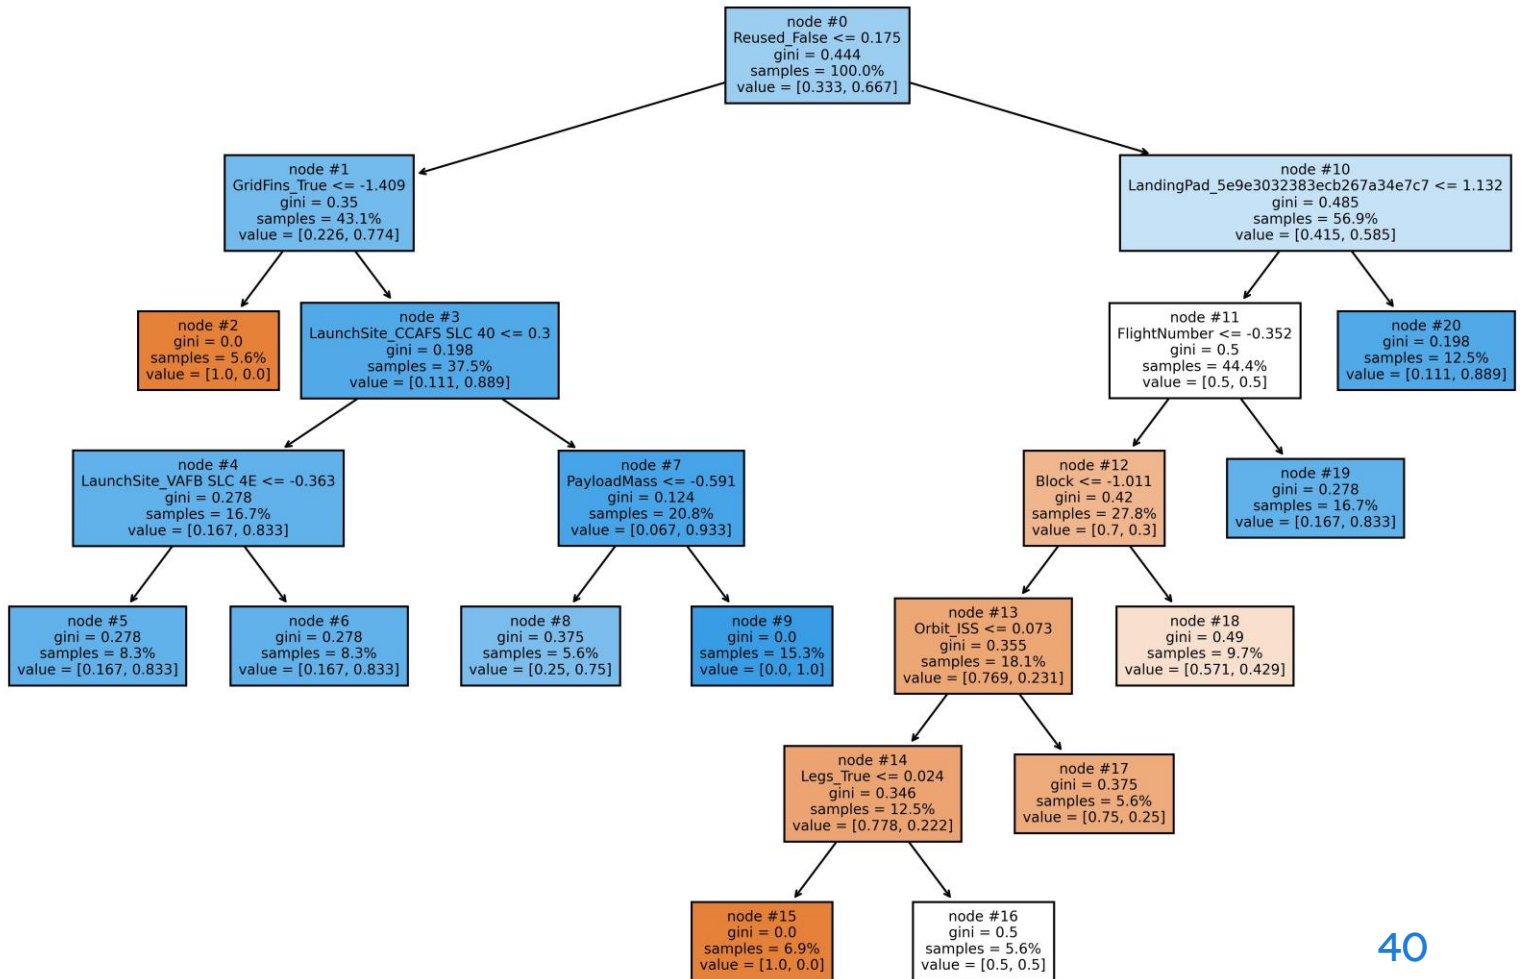 node #0
Reused_False <= 0.175
gini = 0.444
samples = 100.0%
value = [0.333, 0.667]
node #1
GridFins_True <= -1.409
gini = 0.35
samples = 43.1%
value = [0.226, 0.774]
node #10
LandingPad_5e9e3032383ecb267a34e7c7 <= 1.132
gini = 0.485
samples = 56.9%
value = [0.415, 0.585]
node #2
gini = 0.0
samples = 5.6%
value = [1.0, 0.0]
node #3
LaunchSite_CCAFS SLC 40 <= 0.3
gini = 0.198
samples = 37.5%
value = [0.111, 0.889]
node #11
FlightNumber <= -0.352
gini = 0.5
samples = 44.4%
value = [0.5, 0.5]
node #20
gini = 0.198
samples = 12.5%
value = [0.111, 0.889]
node #4
LaunchSite_VAFB SLC 4E <= -0.363
gini = 0.278
samples = 16.7%
value = [0.167, 0.833]
node #7
PayloadMass <= -0.591
gini = 0.124
samples = 20.8%
value = [0.067, 0.933]
node #12
Block <= -1.011
gini = 0.42
samples = 27.8%
value = [0.7, 0.3]
node #19
gini = 0.278
samples = 16.7%
value = [0.167, 0.833]
node #5
gini = 0.278
samples = 8.3%
value = [0.167, 0.833]
node #6
gini = 0.278
samples = 8.3%
value = [0.167, 0.833]
node #8
gini = 0.375
samples = 5.6%
value = [0.25, 0.75]
node #9
gini = 0.0
samples = 15.3%
value = [0.0, 1.0]
node #13
Orbit_ISS <= 0.073
gini = 0.355
samples = 18.1%
value = [0.769, 0.231]
node #18
gini = 0.49
samples = 9.7%
value = [0.571, 0.429]
node #14
Legs_True <= 0.024
gini = 0.346
samples = 12.5%
value = [0.778, 0.222]
node #17
gini = 0.375
samples = 5.6%
value = [0.75, 0.25]
node #15
gini = 0.0
samples = 6.9%
value = [1.0, 0.0]
node #16
gini = 0.5
samples = 5.6%
value = [0.5, 0.5]
40